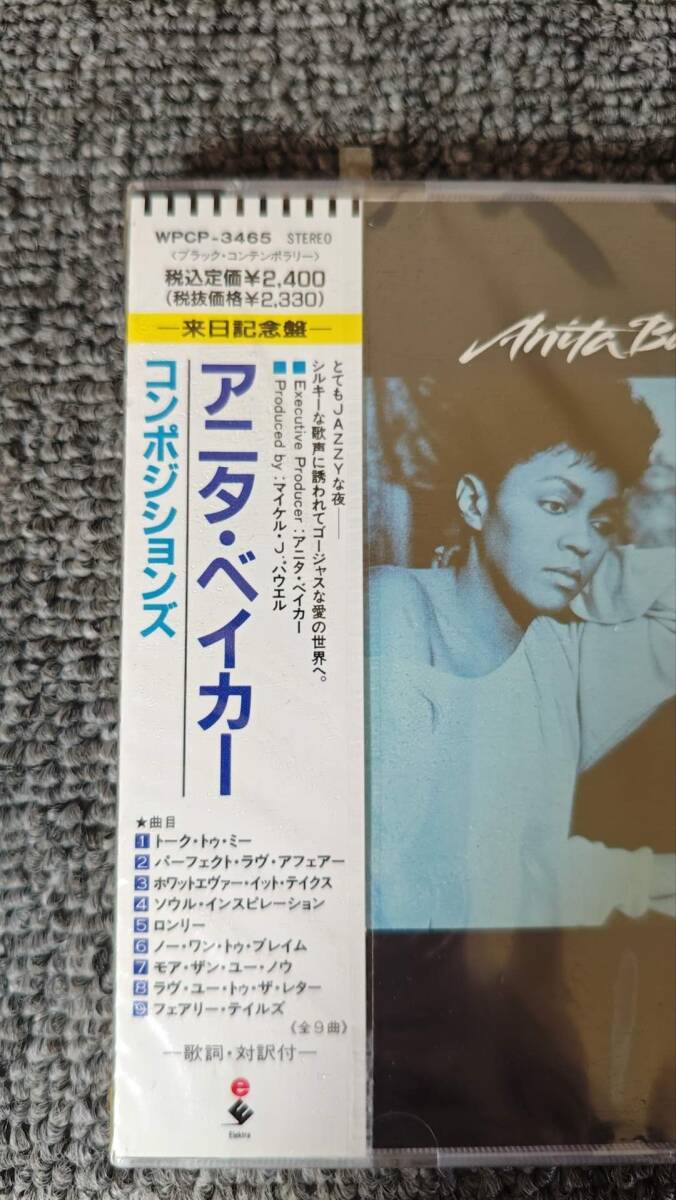 WPCP-3465 STEREO
〈ブラック・コンテンポラリー〉
税込定価¥2,400
(税抜価格¥2,330)
—来日記念盤—
とてもJAZZYな夜——
シルキーな歌声に誘われてゴージャスな愛の世界へ。
■Executive Producer:アニタ・ベイカー
■Produced by:マイケル・J・パウエル
アニタ・ベイカー
コンポジションズ
★曲目
1 トーク・トゥ・ミー
2 パーフェクト・ラヴ・アフェアー
3 ホワットエヴァー・イット・テイクス
4 ソウル・インスピレーション
5 ロンリー
6 ノー・ワン・トゥ・ブレイム
7 モア・ザン・ユー・ノウ
8 ラヴ・ユー・トゥ・ザ・レター
9 フェアリー・テイルズ
《全9曲》
—歌詞・対訳付—
e
Elektra
Anita